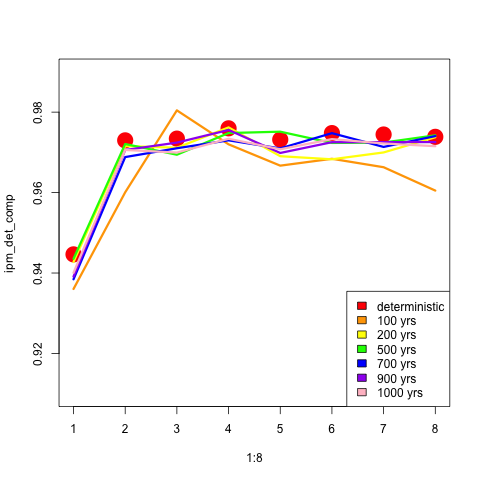 ipm_det_comp
0.98
0.96
0.94
0.92
1 2 3 4 5 6 7 8
1:8
deterministic
100 yrs
200 yrs
500 yrs
700 yrs
900 yrs
1000 yrs